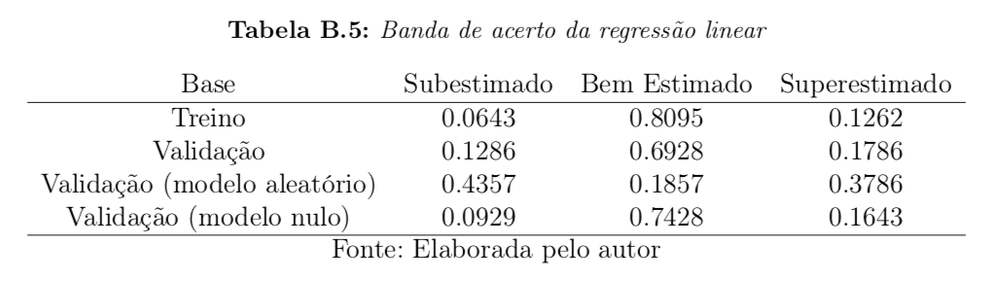 Tabela B.5: Banda de acerto da regressão linear
Base Subestimado Bem Estimado Superestimado
Treino 0.0643 0.8095 0.1262
Validação 0.1286 0.6928 0.1786
Validação (modelo aleatório) 0.4357 0.1857 0.3786
Validação (modelo nulo) 0.0929 0.7428 0.1643
Fonte: Elaborada pelo autor